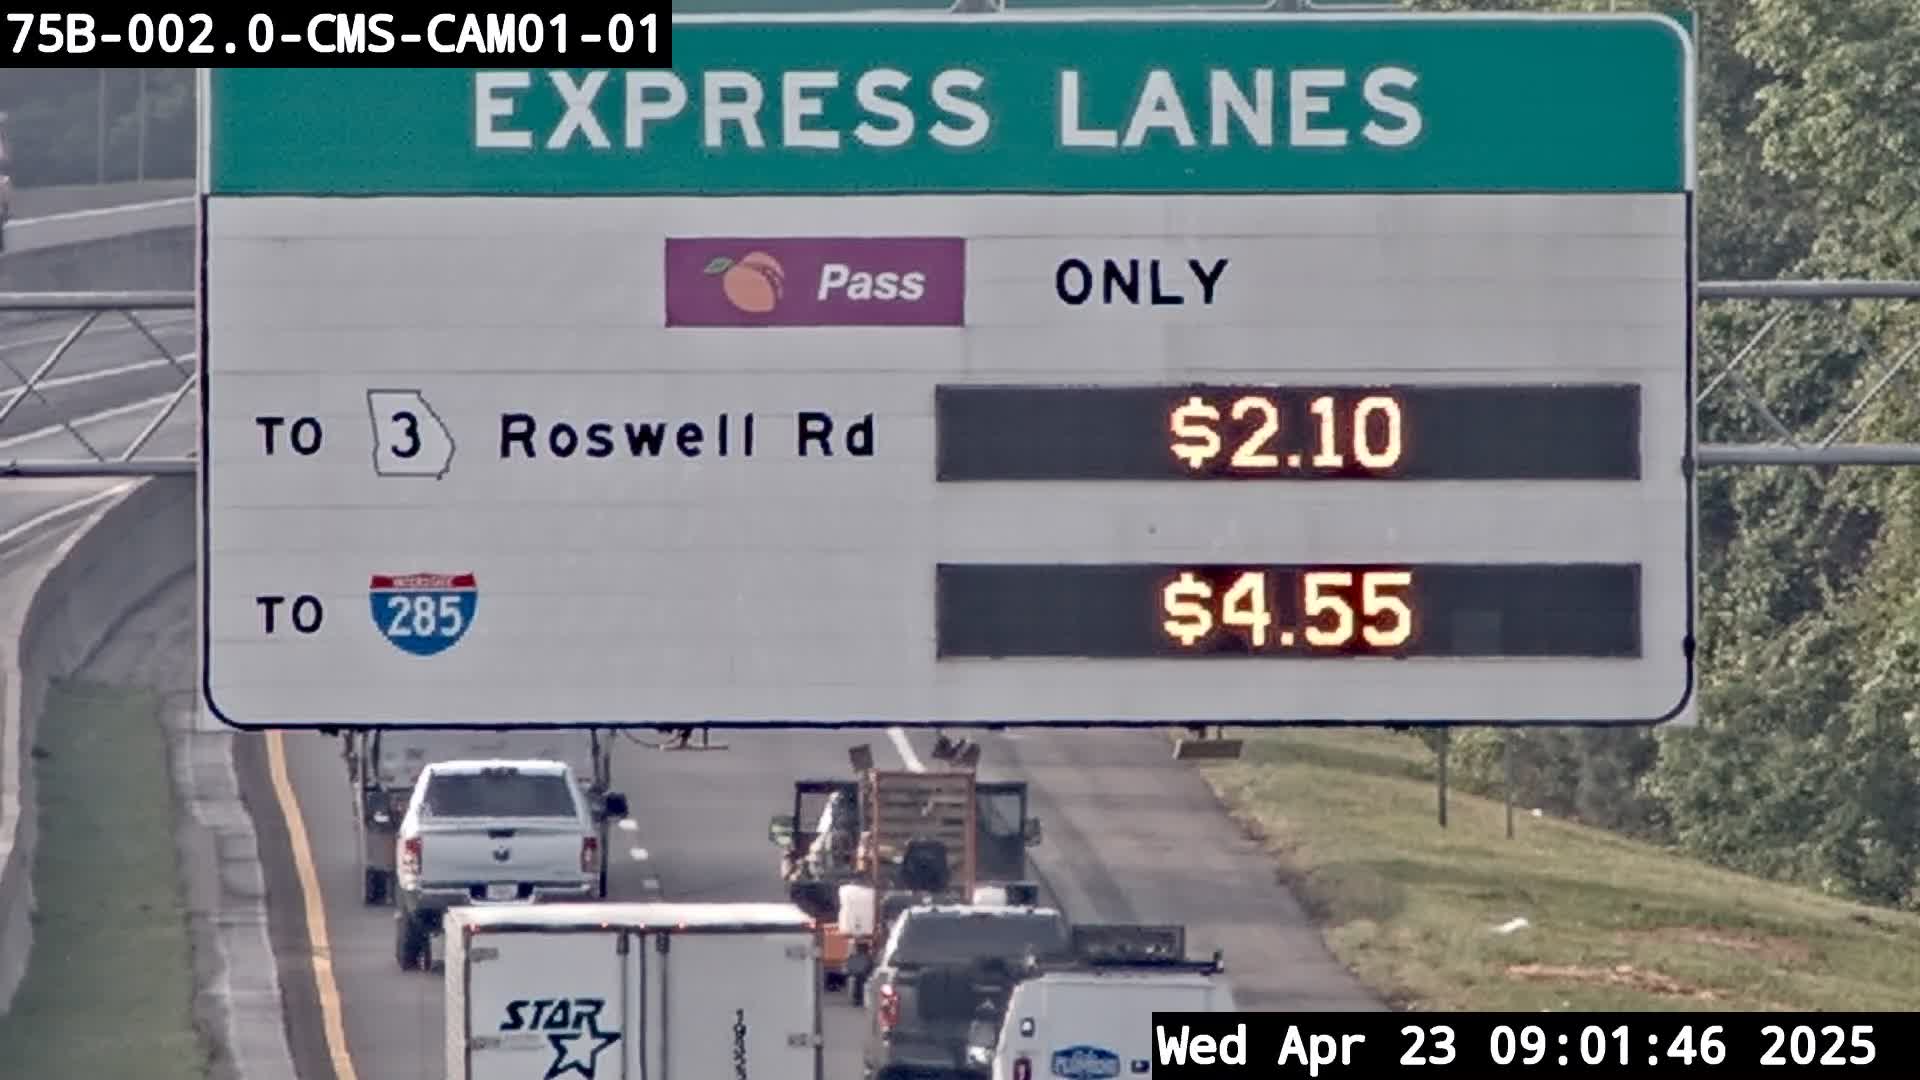 75B-002.0-CMS-CAM01-01
EXPRESS LANES
Pass ONLY
TO 3 Roswell Rd $2.10
INTERSTATE
TO 285 $4.55
STAR
Wed Apr 23 09:01:46 2025